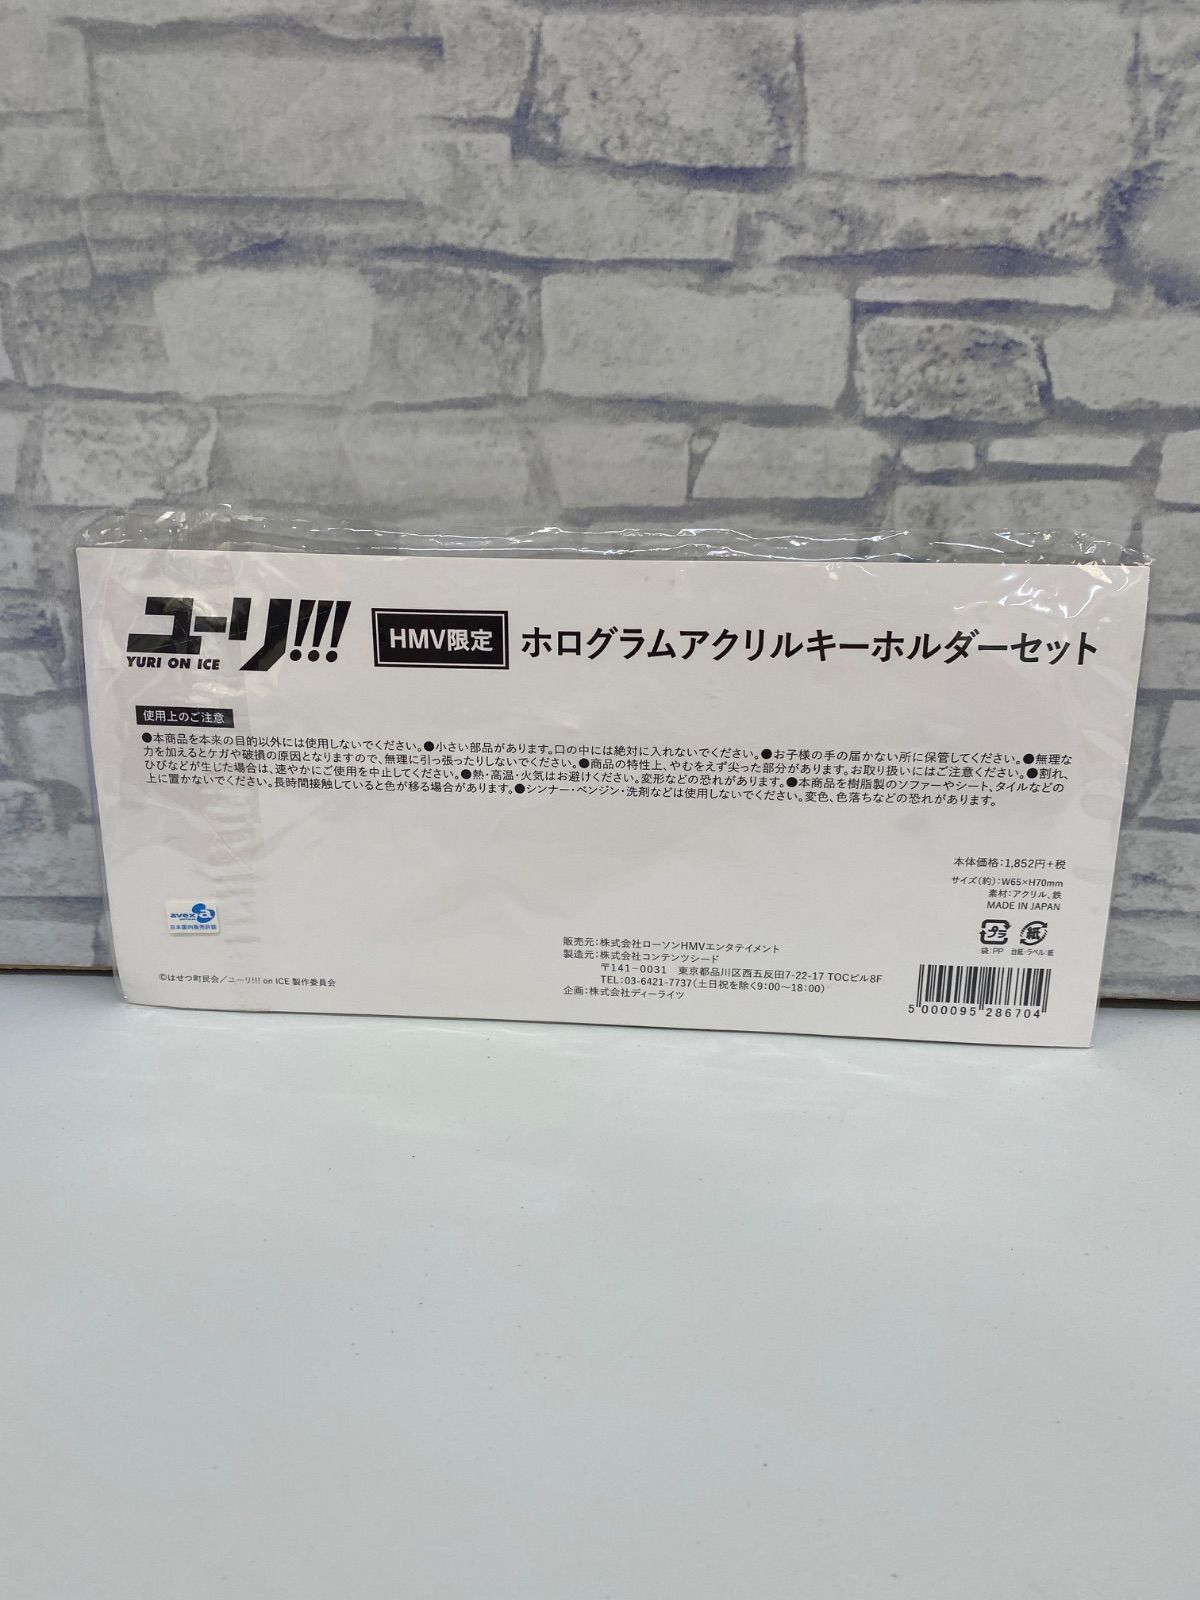 ユーリ!!!
YURI ON ICE
HMV限定
ホログラムアクリルキーホルダーセット
使用上のご注意
●本商品を本来の目的以外には使用しないでください。●小さい部品があります。口の中には絶対に入れないでください。●お子様の手の届かない所に保管してください。●無理な
力を加えるとケガや破損の原因となりますので、無理に引っ張ったりしないでください。●商品の特性上、やむをえず尖った部分があります。お取り扱いにはご注意ください。●割れ、
ひびなどが生じた場合は、速やかにご使用を中止してください。●熱・高温・火気はお避けください。変形などの恐れがあります。●本商品を樹脂製のソファーやシート、タイルなどの
上に置かないでください。長時間接触していると色が移る場合があります。●シンナー・ベンジン・洗剤などは使用しないでください。変色、色落ちなどの恐れがあります。
本体価格:1,852円+税
サイズ(約):W65×H70mm
素材:アクリル、鉄
MADE IN JAPAN
プラ
紙
袋:PP
台紙・ラベル:紙
avex
日本国内販売許諾
販売元:株式会社ローソンHMVエンタテイメント
製造元:株式会社コンテンツシード
〒141-0031 東京都品川区西五反田7-22-17 TOCビル8F
TEL:03-6421-7737(土日祝を除く9:00~18:00)
企画:株式会社ディーライツ
©はせつ町民会/ユーリ!!! on ICE 製作委員会
5 000095 286704